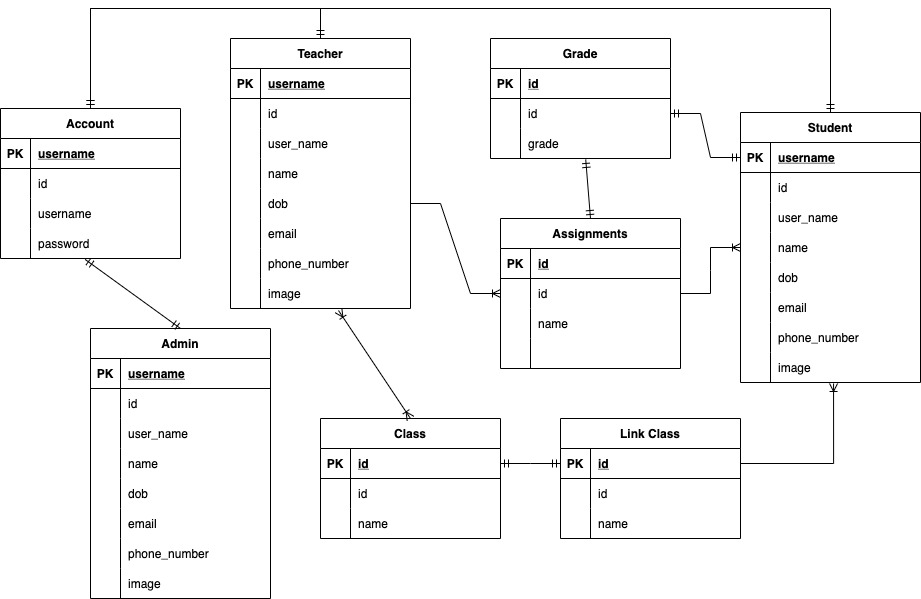 Teacher
PK username
id
user_name
name
dob
email
phone_number
image
Grade
PK id
id
grade
Account
PK username
id
username
password
Student
PK username
id
user_name
name
dob
email
phone_number
image
Assignments
PK id
id
name
Admin
PK username
id
user_name
name
dob
email
phone_number
image
Class
PK id
id
name
Link Class
PK id
id
name